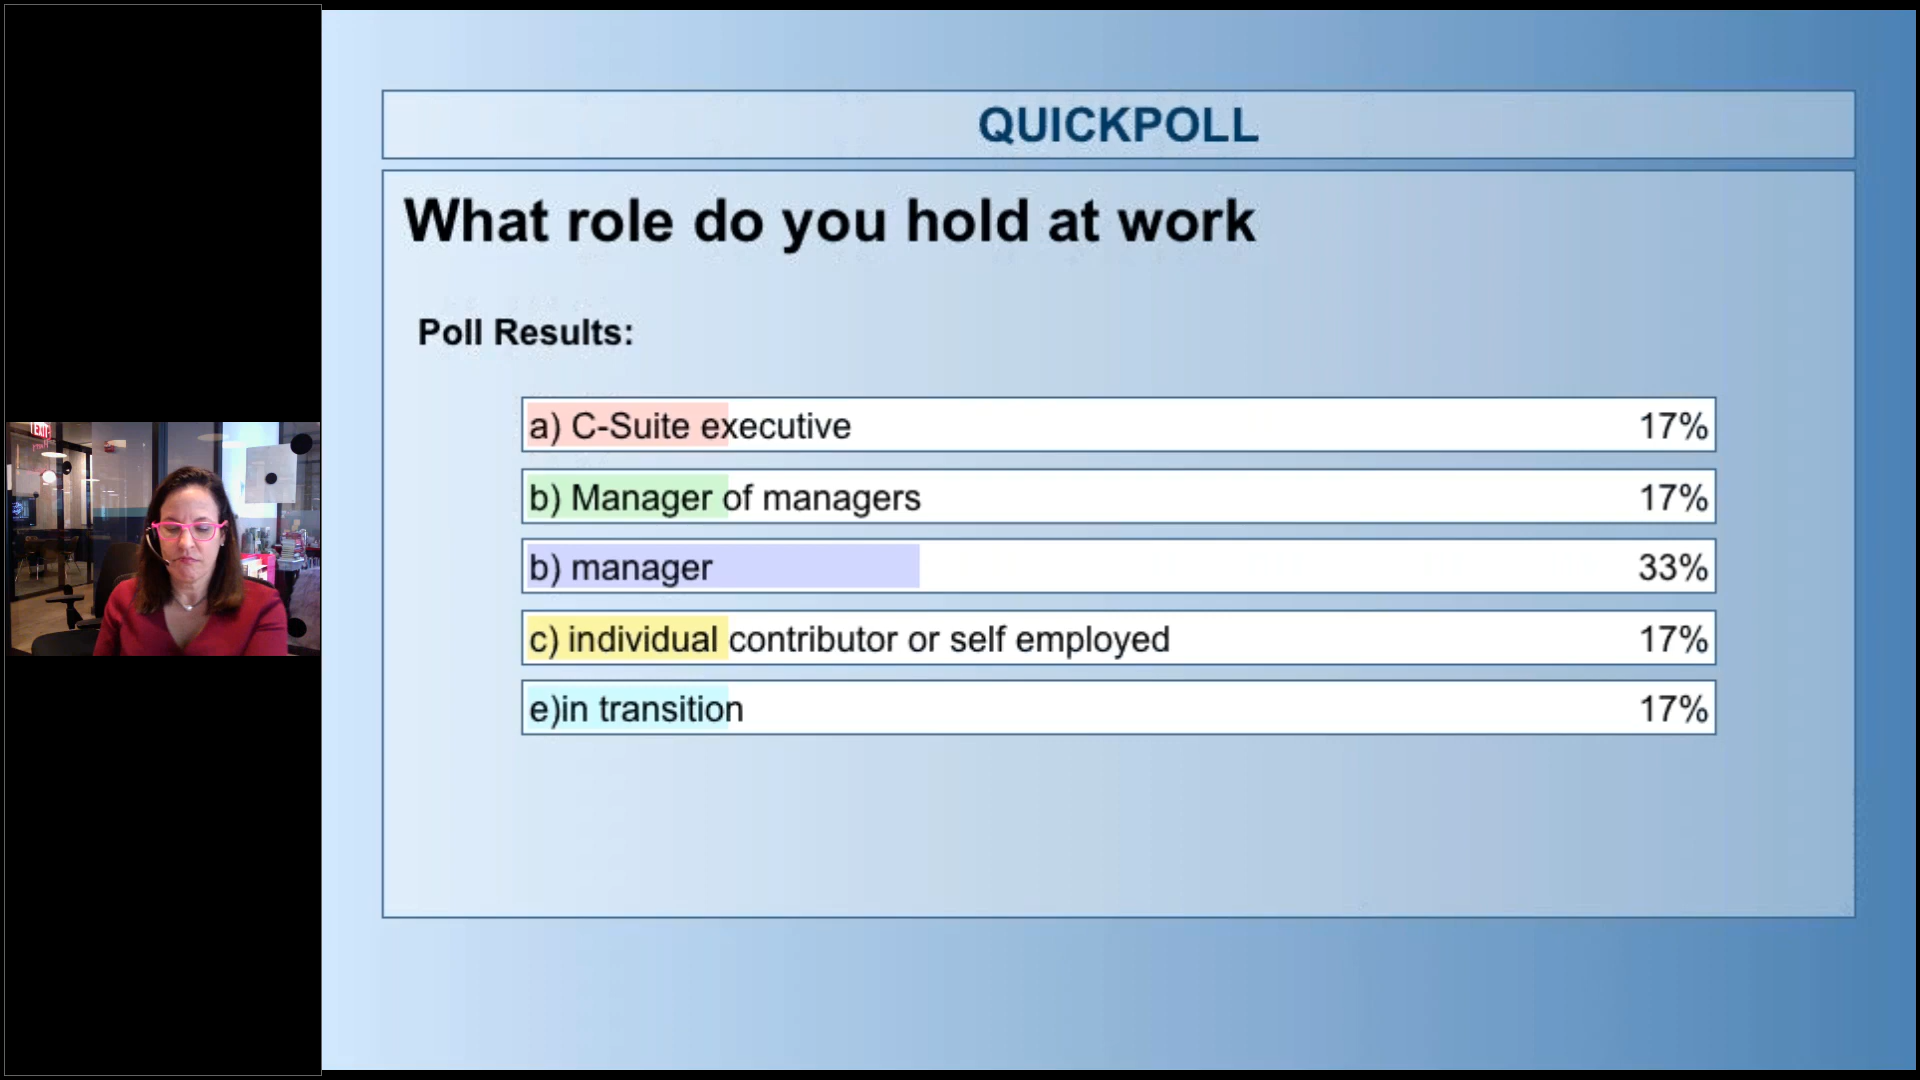 QUICKPOLL
What role do you hold at work
Poll Results:
a) C-Suite executive 17%
b) Manager of managers 17%
b) manager 33%
c) individual contributor or self employed 17%
e)in transition 17%
EXIT